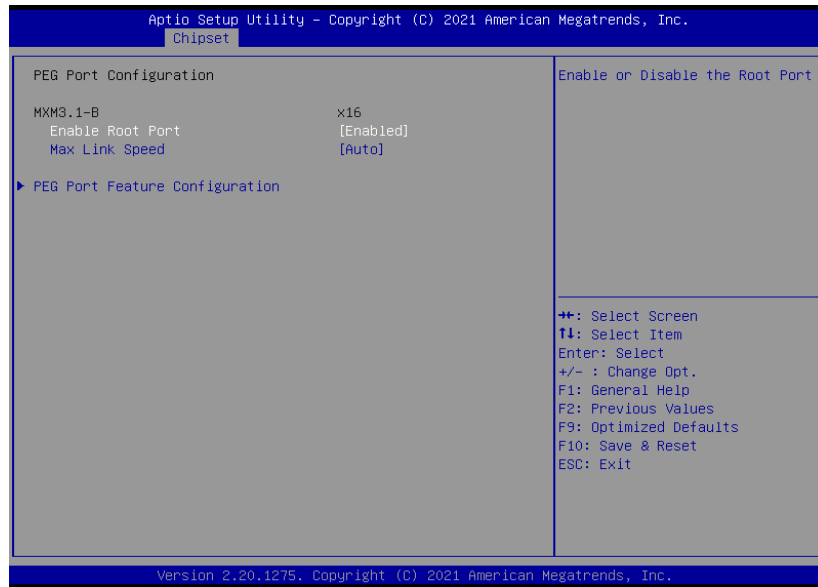 Aptio Setup Utility – Copyright (C) 2021 American Megatrends, Inc.
Chipset
PEG Port Configuration
MXM3.1-B x16
Enable Root Port [Enabled]
Max Link Speed [Auto]
PEG Port Feature Configuration
Enable or Disable the Root Port
→←: Select Screen
↑↓: Select Item
Enter: Select
+/- : Change Opt.
F1: General Help
F2: Previous Values
F9: Optimized Defaults
F10: Save & Reset
ESC: Exit
Version 2.20.1275. Copyright (C) 2021 American Megatrends, Inc.